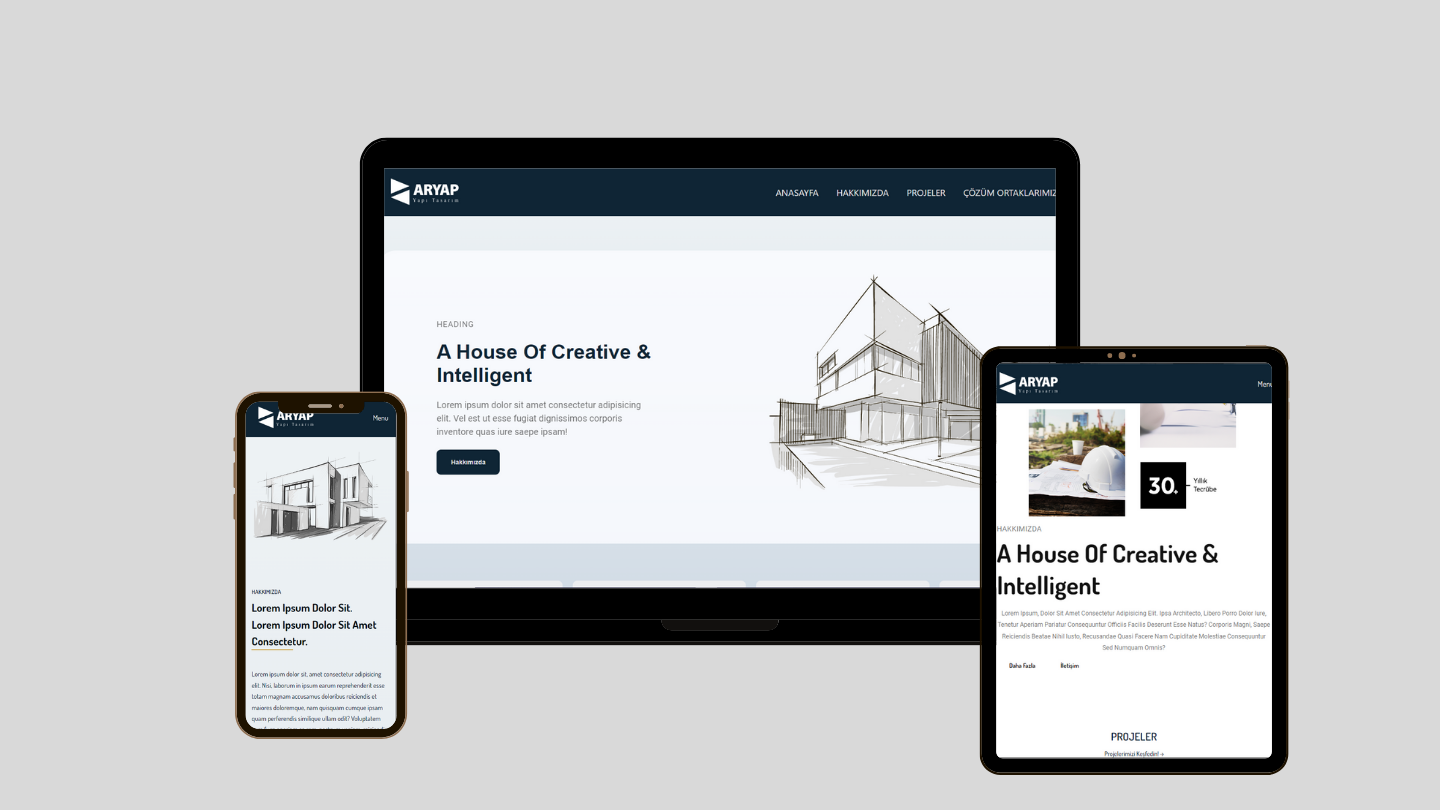 ARYAP
Yapı Tasarım
ANASAYFA HAKKIMIZDA PROJELER ÇÖZÜM ORTAKLARIMIZ
HEADING
A House Of Creative &
Intelligent
Lorem ipsum dolor sit amet consectetur adipisicing
elit. Vel est ut esse fugiat dignissimos corporis
inventore quas iure saepe ipsam!
Hakkımızda
ARYAP
Yapı Tasarım
Menu
HAKKIMIZDA
Lorem Ipsum Dolor Sit.
Lorem Ipsum Dolor Sit Amet
Consectetur.
Lorem ipsum dolor sit, amet consectetur adipisicing
elit. Nisi, laborum in ipsum earum reprehenderit esse
totam magnam accusamus doloribus reiciendis et
maiores doloremque, nam quisquam cumque ipsum
quam perferendis similique ullam odit? Voluptatem
ARYAP
Yapı Tasarım
Menu
30.
Yıllık
Tecrübe
HAKKIMIZDA
A House Of Creative &
Intelligent
Lorem Ipsum, Dolor Sit Amet Consectetur Adipisicing Elit. Ipsa Architecto, Libero Porro Dolor Iure,
Tenetur Aperiam Pariatur Consequuntur Officiis Facilis Deserunt Esse Natus? Corporis Magni, Saepe
Reiciendis Beatae Nihil Iusto, Recusandae Quasi Facere Nam Cupiditate Molestiae Consequuntur
Sed Numquam Omnis?
Daha Fazla İletişim
PROJELER
Projelerimizi Keşfedin! →